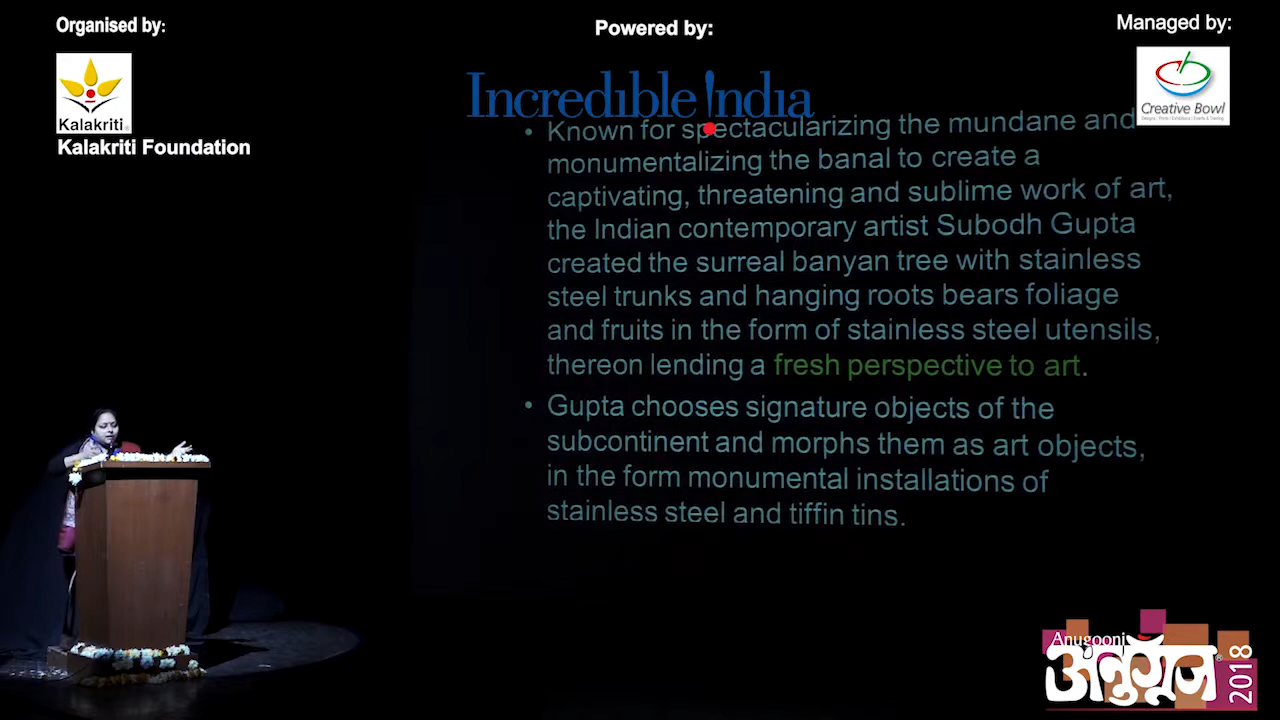 Organised by:
Kalakriti
Kalakriti Foundation
Powered by:
Incredible !ndia
Managed by:
Creative Bowl
• Known for spectacularizing the mundane and
monumentalizing the banal to create a
captivating, threatening and sublime work of art,
the Indian contemporary artist Subodh Gupta
created the surreal banyan tree with stainless
steel trunks and hanging roots bears foliage
and fruits in the form of stainless steel utensils,
thereon lending a fresh perspective to art.
• Gupta chooses signature objects of the
subcontinent and morphs them as art objects,
in the form monumental installations of
stainless steel and tiffin tins.
Anugoonj
अनुगूँज
2018